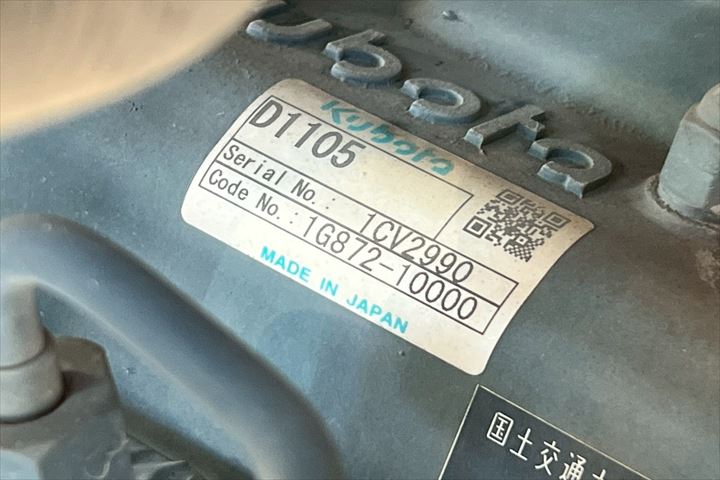 Kubota
Kubota
D1105
Serial No.: 1CV2990
Code No.: 1G872-10000
MADE IN JAPAN
国土交通